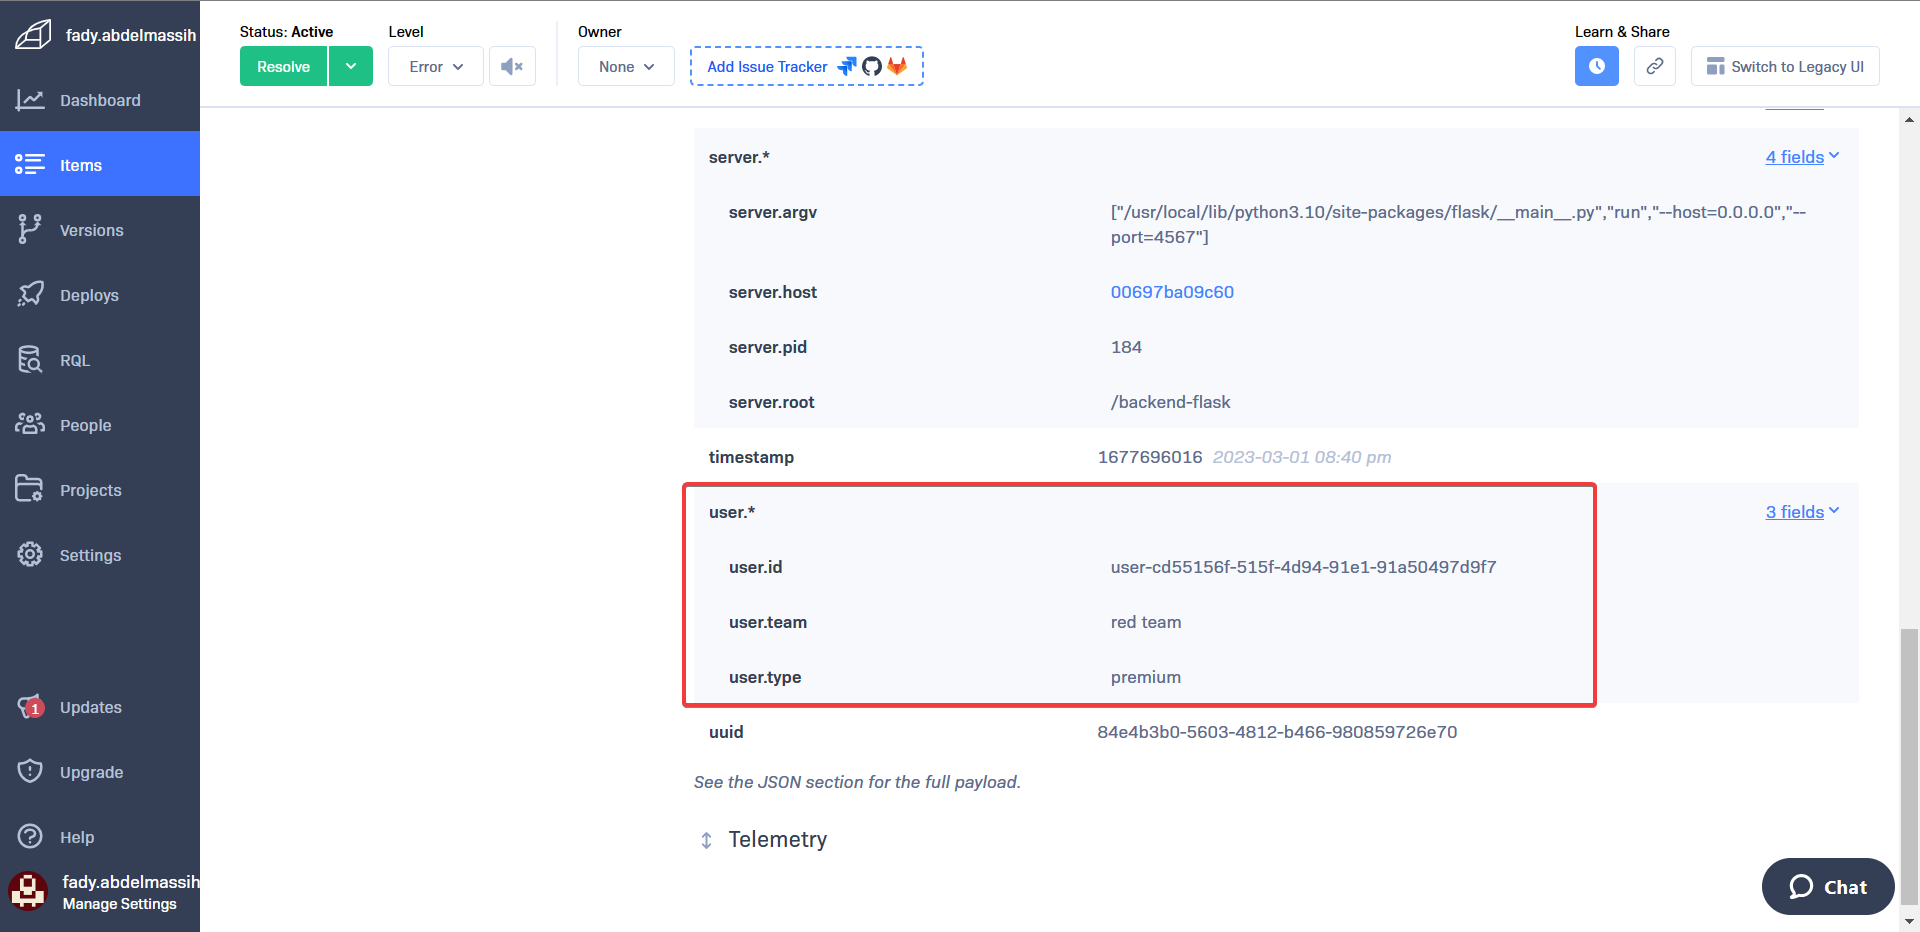 fady.abdelmassih
Dashboard
Items
Versions
Deploys
RQL
People
Projects
Settings
1
Updates
Upgrade
Help
fady.abdelmassih
Manage Settings
Status: Active
Level
Owner
Learn & Share
Resolve
Error
None
Add Issue Tracker
Switch to Legacy UI
server.*
4 fields
server.argv
["/usr/local/lib/python3.10/site-packages/flask/__main__.py","run","--host=0.0.0.0","--
port=4567"]
server.host
00697ba09c60
server.pid
184
server.root
/backend-flask
timestamp
1677696016 2023-03-01 08:40 pm
user.*
3 fields
user.id
user-cd55156f-515f-4d94-91e1-91a50497d9f7
user.team
red team
user.type
premium
uuid
84e4b3b0-5603-4812-b466-980859726e70
See the JSON section for the full payload.
Telemetry
Chat